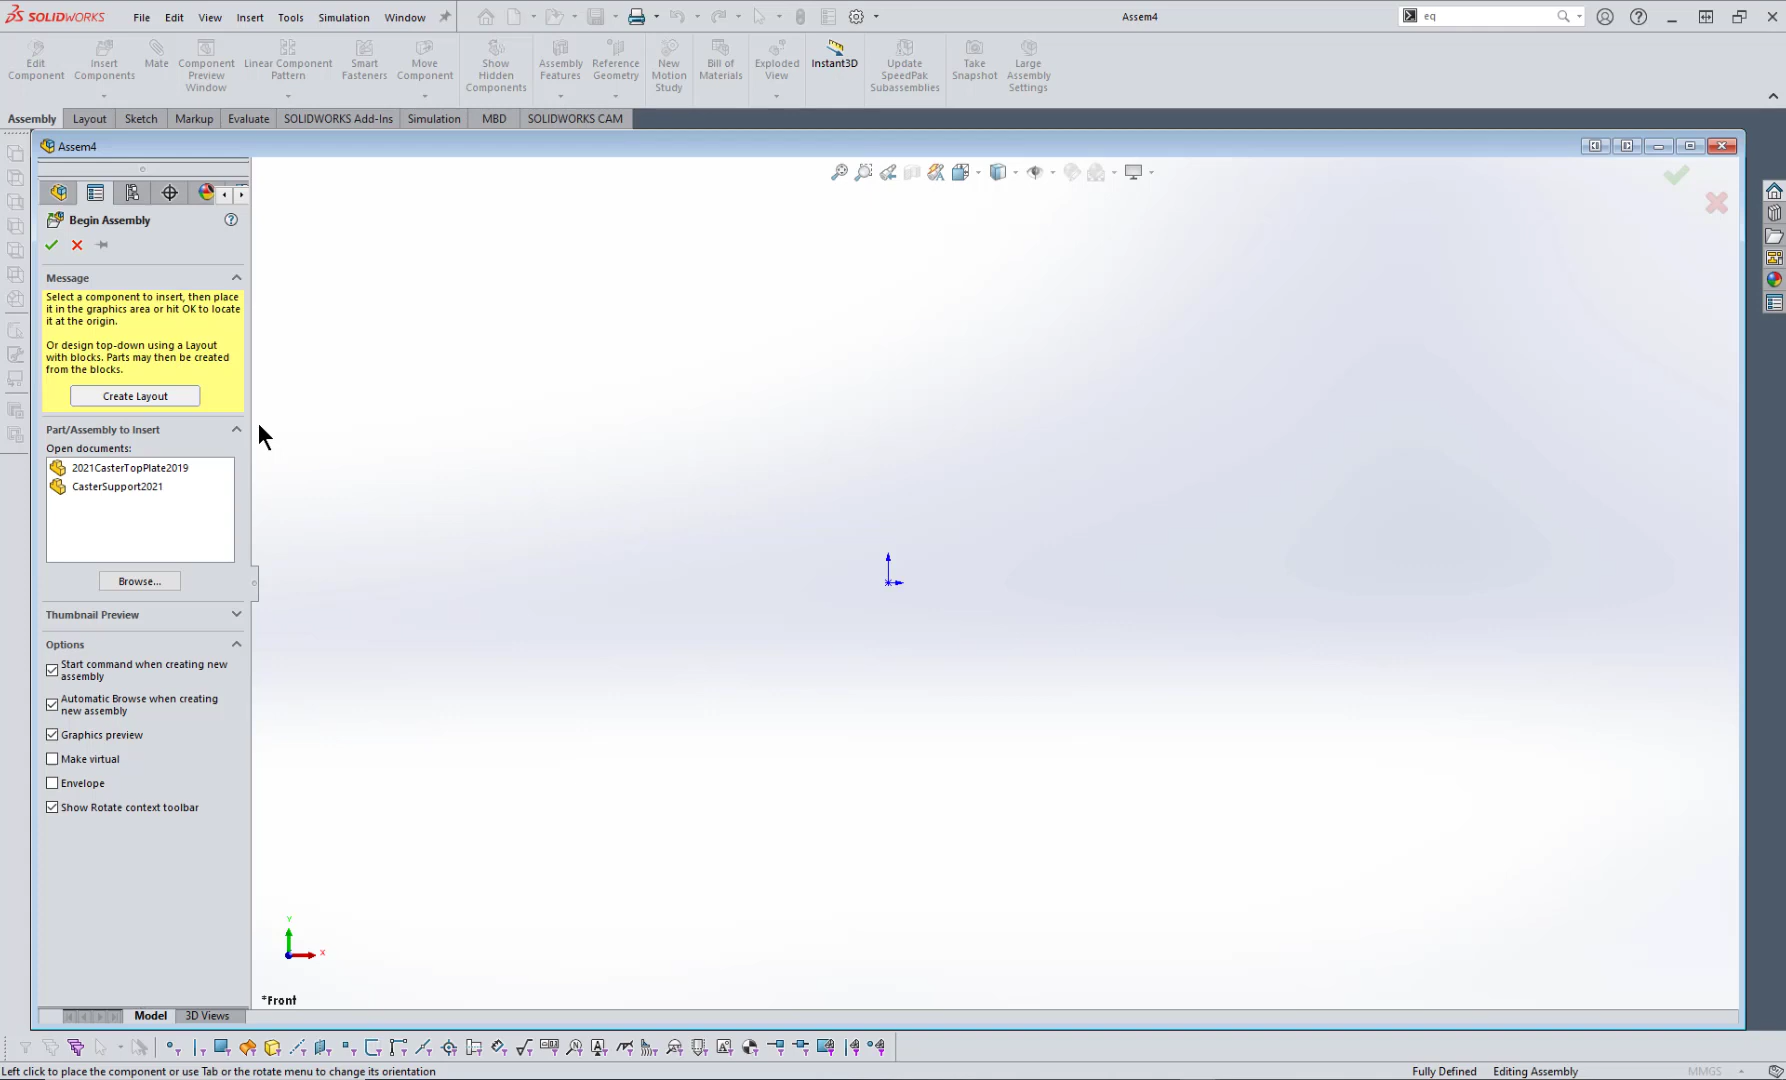 SOLIDWORKS File Edit View Insert Tools Simulation Window Assem4 eq
Edit Component
Insert Components
Mate
Component Preview Window
Linear Component Pattern
Smart Fasteners
Move Component
Show Hidden Components
Assembly Features
Reference Geometry
New Motion Study
Bill of Materials
Exploded View
Instant3D
Update SpeedPak Subassemblies
Take Snapshot
Large Assembly Settings
Assembly Layout Sketch Markup Evaluate SOLIDWORKS Add-Ins Simulation MBD SOLIDWORKS CAM
Assem4
Begin Assembly
Message
Select a component to insert, then place
it in the graphics area or hit OK to locate
it at the origin.
Or design top-down using a Layout
with blocks. Parts may then be created
from the blocks.
Create Layout
Part/Assembly to Insert
Open documents:
2021CasterTopPlate2019
CasterSupport2021
Browse...
Thumbnail Preview
Options
Start command when creating new
assembly
Automatic Browse when creating
new assembly
Graphics preview
Make virtual
Envelope
Show Rotate context toolbar
Y
X
*Front
Model 3D Views
Left click to place the component or use Tab or the rotate menu to change its orientation Fully Defined Editing Assembly MMGS